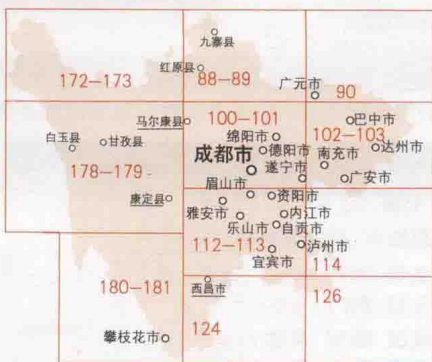 九寨县
红原县
172-173
88-89
广元市
90
马尔康县
100-101
巴中市
绵阳市
102-103
白玉县
甘孜县
德阳市
达州市
成都市
遂宁市
南充市
178-179
广安市
眉山市
资阳市
康定县
雅安市
内江市
乐山市
自贡市
112-113
泸州市
宜宾市
114
180-181
西昌市
126
124
攀枝花市